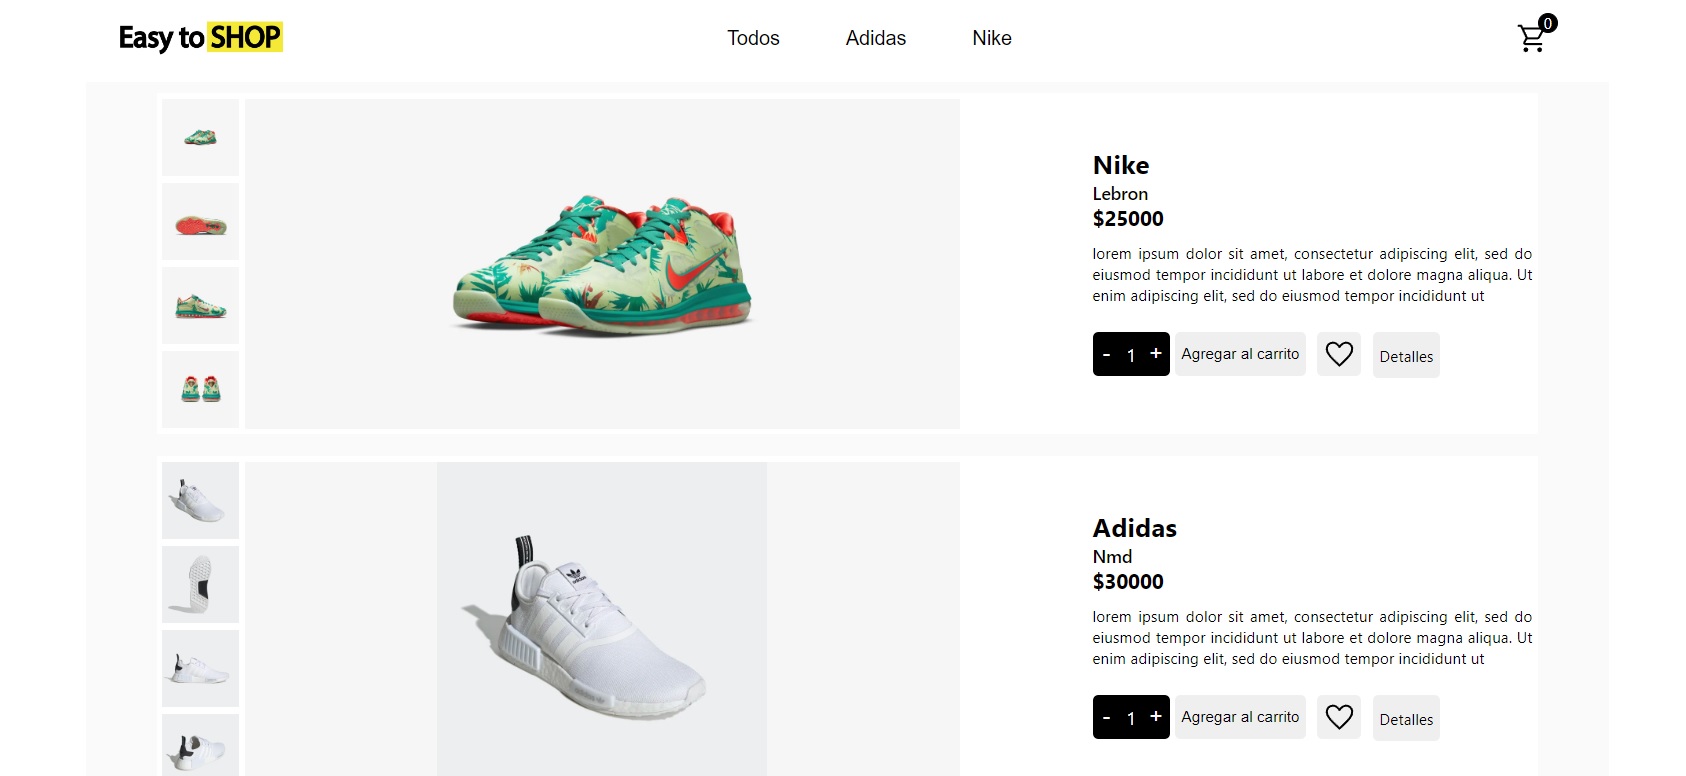 Easy to SHOP
Todos
Adidas
Nike
0
Nike
Lebron
$25000
lorem ipsum dolor sit amet, consectetur adipiscing elit, sed do
eiusmod tempor incididunt ut labore et dolore magna aliqua. Ut
enim adipiscing elit, sed do eiusmod tempor incididunt ut
- 1 +
Agregar al carrito
Detalles
Adidas
Nmd
$30000
lorem ipsum dolor sit amet, consectetur adipiscing elit, sed do
eiusmod tempor incididunt ut labore et dolore magna aliqua. Ut
enim adipiscing elit, sed do eiusmod tempor incididunt ut
- 1 +
Agregar al carrito
Detalles